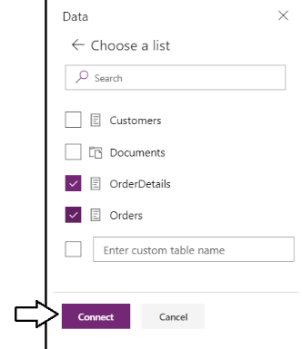 Data
Choose a list
Search
Customers
Documents
OrderDetails
Orders
Enter custom table name
Connect Cancel